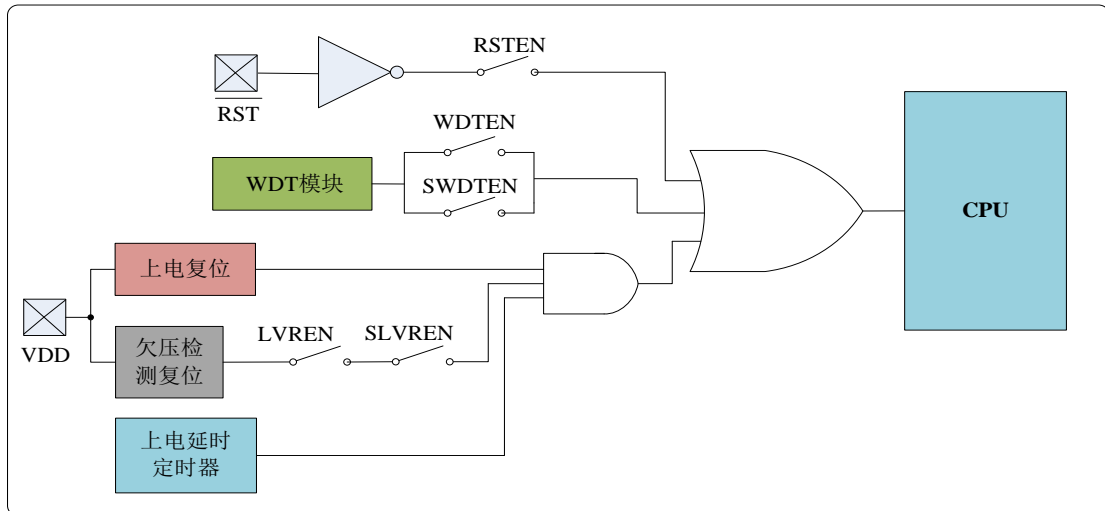 RSTEN
RST
WDTEN
WDT模块
SWDTEN
CPU
上电复位
VDD
欠压检
测复位
LVREN
SLVREN
上电延时
定时器